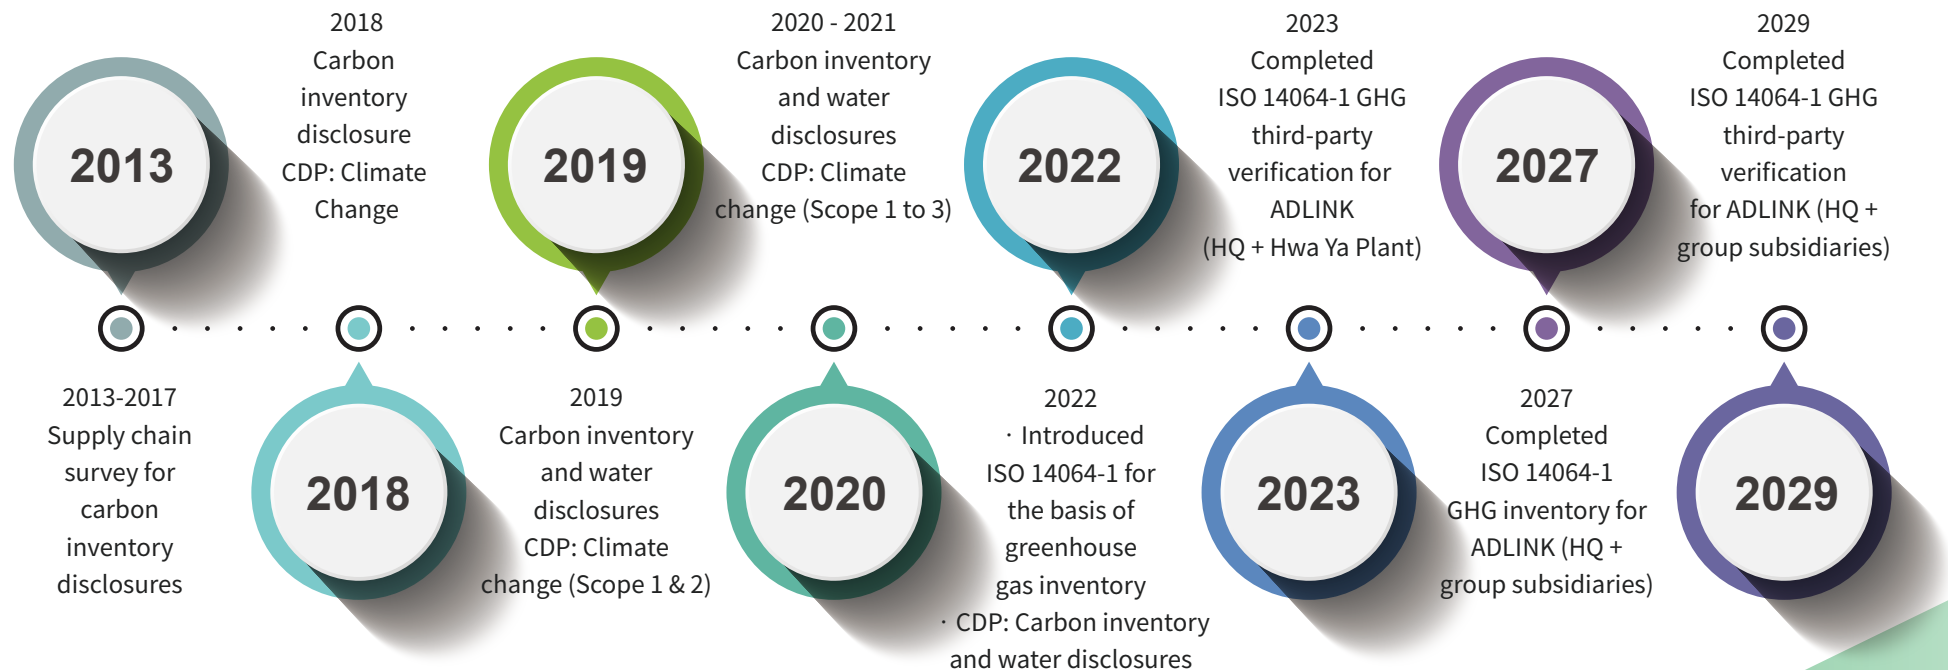 2013
2013-2017
Supply chain
survey for
carbon
inventory
disclosures
2018
Carbon
inventory
disclosure
CDP: Climate
Change
2018
2019
2019
Carbon inventory
and water
disclosures
CDP: Climate
change (Scope 1 & 2)
2020 - 2021
Carbon inventory
and water
disclosures
CDP: Climate
change (Scope 1 to 3)
2020
2022
2022
· Introduced
ISO 14064-1 for
the basis of
greenhouse
gas inventory
· CDP: Carbon inventory
and water disclosures
2023
Completed
ISO 14064-1 GHG
third-party
verification for
ADLINK
(HQ + Hwa Ya Plant)
2023
2027
2027
Completed
ISO 14064-1
GHG inventory for
ADLINK (HQ +
group subsidiaries)
2029
Completed
ISO 14064-1 GHG
third-party
verification
for ADLINK (HQ +
group subsidiaries)
2029